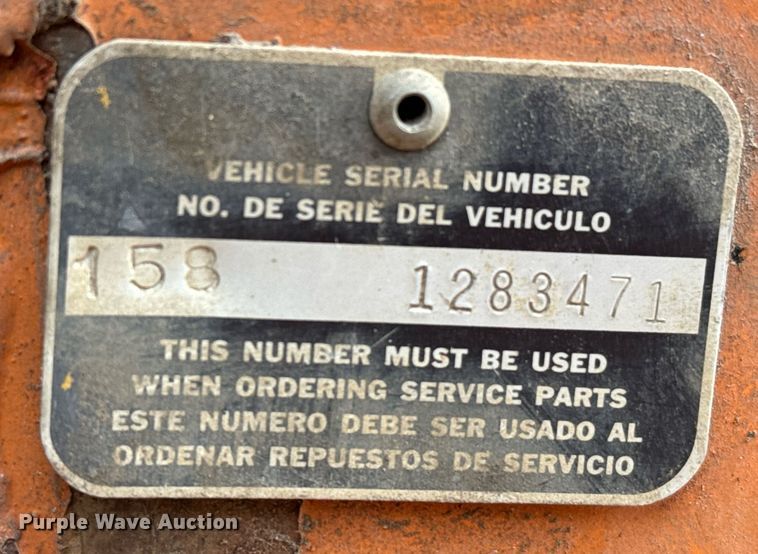 VEHICLE SERIAL NUMBER
NO. DE SERIE DEL VEHICULO
158 1283471
THIS NUMBER MUST BE USED
WHEN ORDERING SERVICE PARTS
ESTE NUMERO DEBE SER USADO AL
ORDENAR REPUESTOS DE SERVICIO
Purple Wave Auction